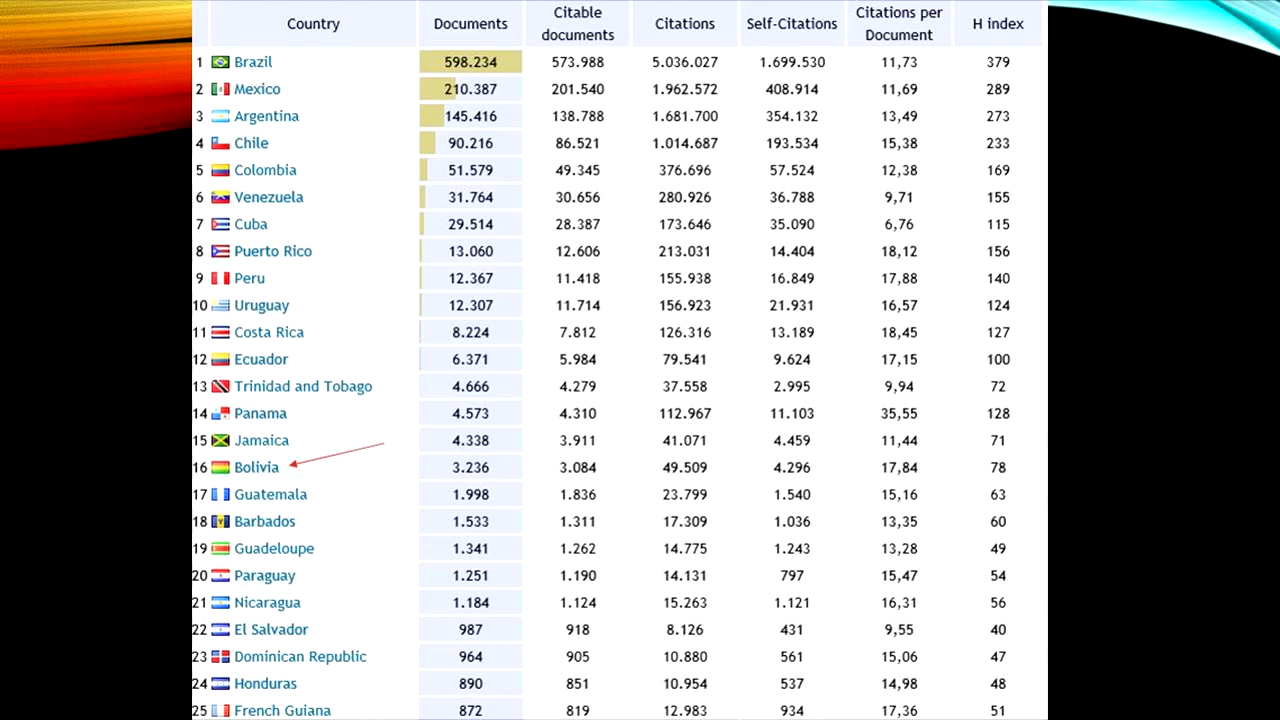 Country Documents Citable documents Citations Self-Citations Citations per Document H index
1 Brazil 598.234 573.988 5.036.027 1.699.530 11,73 379
2 Mexico 210.387 201.540 1.962.572 408.914 11,69 289
3 Argentina 145.416 138.788 1.681.700 354.132 13,49 273
4 Chile 90.216 86.521 1.014.687 193.534 15,38 233
5 Colombia 51.579 49.345 376.696 57.524 12,38 169
6 Venezuela 31.764 30.656 280.926 36.788 9,71 155
7 Cuba 29.514 28.387 173.646 35.090 6,76 115
8 Puerto Rico 13.060 12.606 213.031 14.404 18,12 156
9 Peru 12.367 11.418 155.938 16.849 17,88 140
10 Uruguay 12.307 11.714 156.923 21.931 16,57 124
11 Costa Rica 8.224 7.812 126.316 13.189 18,45 127
12 Ecuador 6.371 5.984 79.541 9.624 17,15 100
13 Trinidad and Tobago 4.666 4.279 37.558 2.995 9,94 72
14 Panama 4.573 4.310 112.967 11.103 35,55 128
15 Jamaica 4.338 3.911 41.071 4.459 11,44 71
16 Bolivia 3.236 3.084 49.509 4.296 17,84 78
17 Guatemala 1.998 1.836 23.799 1.540 15,16 63
18 Barbados 1.533 1.311 17.309 1.036 13,35 60
19 Guadeloupe 1.341 1.262 14.775 1.243 13,28 49
20 Paraguay 1.251 1.190 14.131 797 15,47 54
21 Nicaragua 1.184 1.124 15.263 1.121 16,31 56
22 El Salvador 987 918 8.126 431 9,55 40
23 Dominican Republic 964 905 10.880 561 15,06 47
24 Honduras 890 851 10.954 537 14,98 48
25 French Guiana 872 819 12.983 934 17,36 51